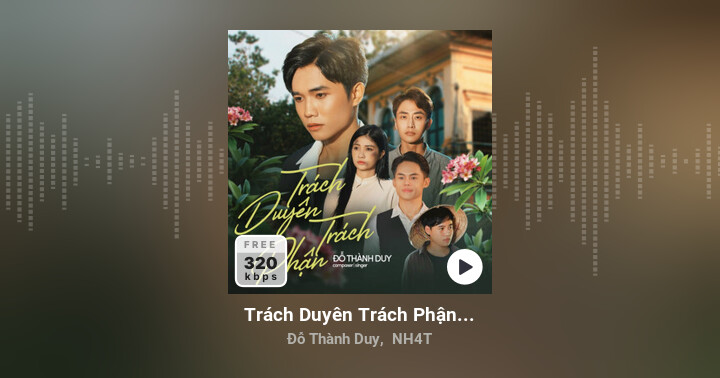 Trách
Duyên
Trách
Phận
ĐỖ THÀNH DUY
composer | singer
FREE
320
kbps
Trách Duyên Trách Phận...
Đỗ Thành Duy, NH4T